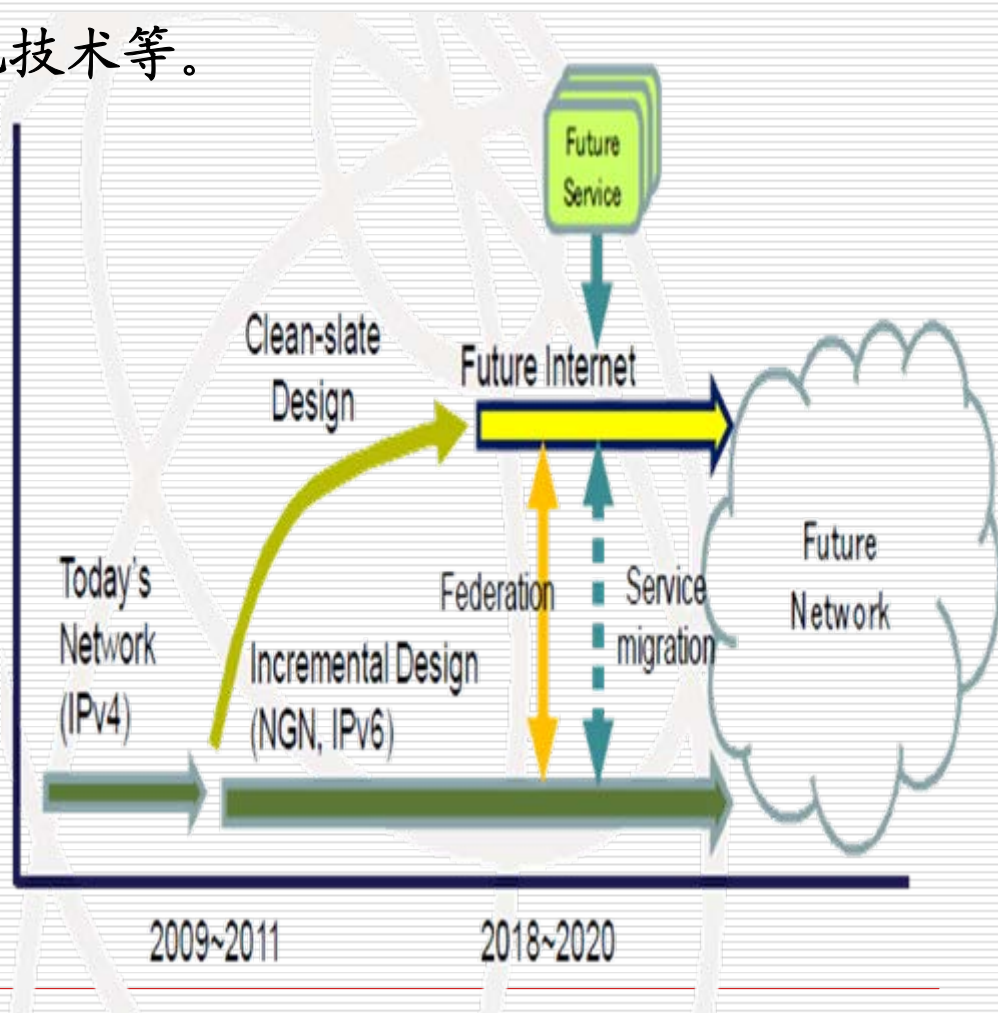 技术等。
Future
Service
Clean-slate
Design
Future Internet
Today's
Network
(IPv4)
Federation
Service
migration
Future
Network
Incremental Design
(NGN, IPv6)
2009~2011
2018~2020